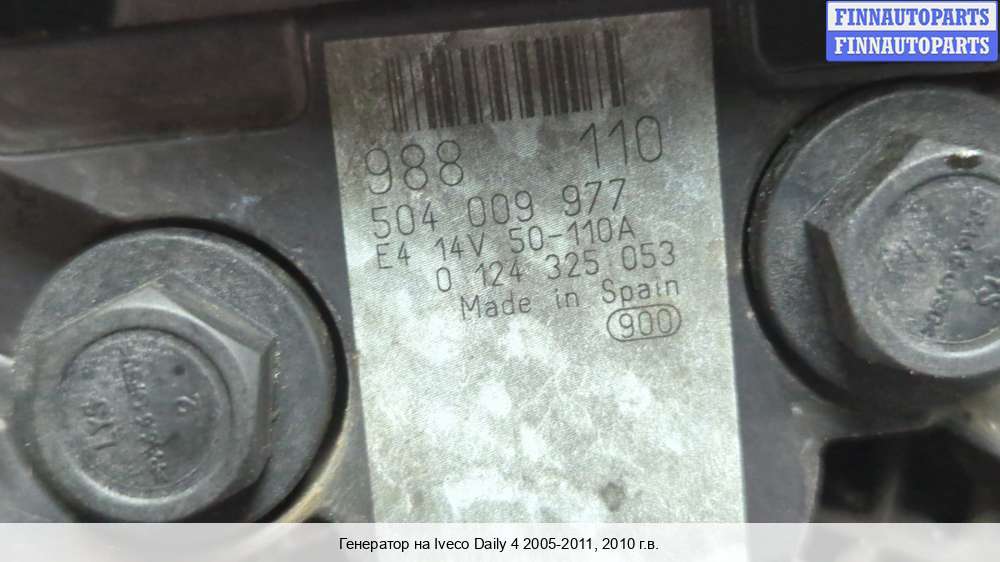 FINNAUTOPARTS
FINNAUTOPARTS
988 110
504 009 977
E4 14V 50-110A
0 124 325 053
Made in Spain
900
Генератор на Iveco Daily 4 2005-2011, 2010 г.в.